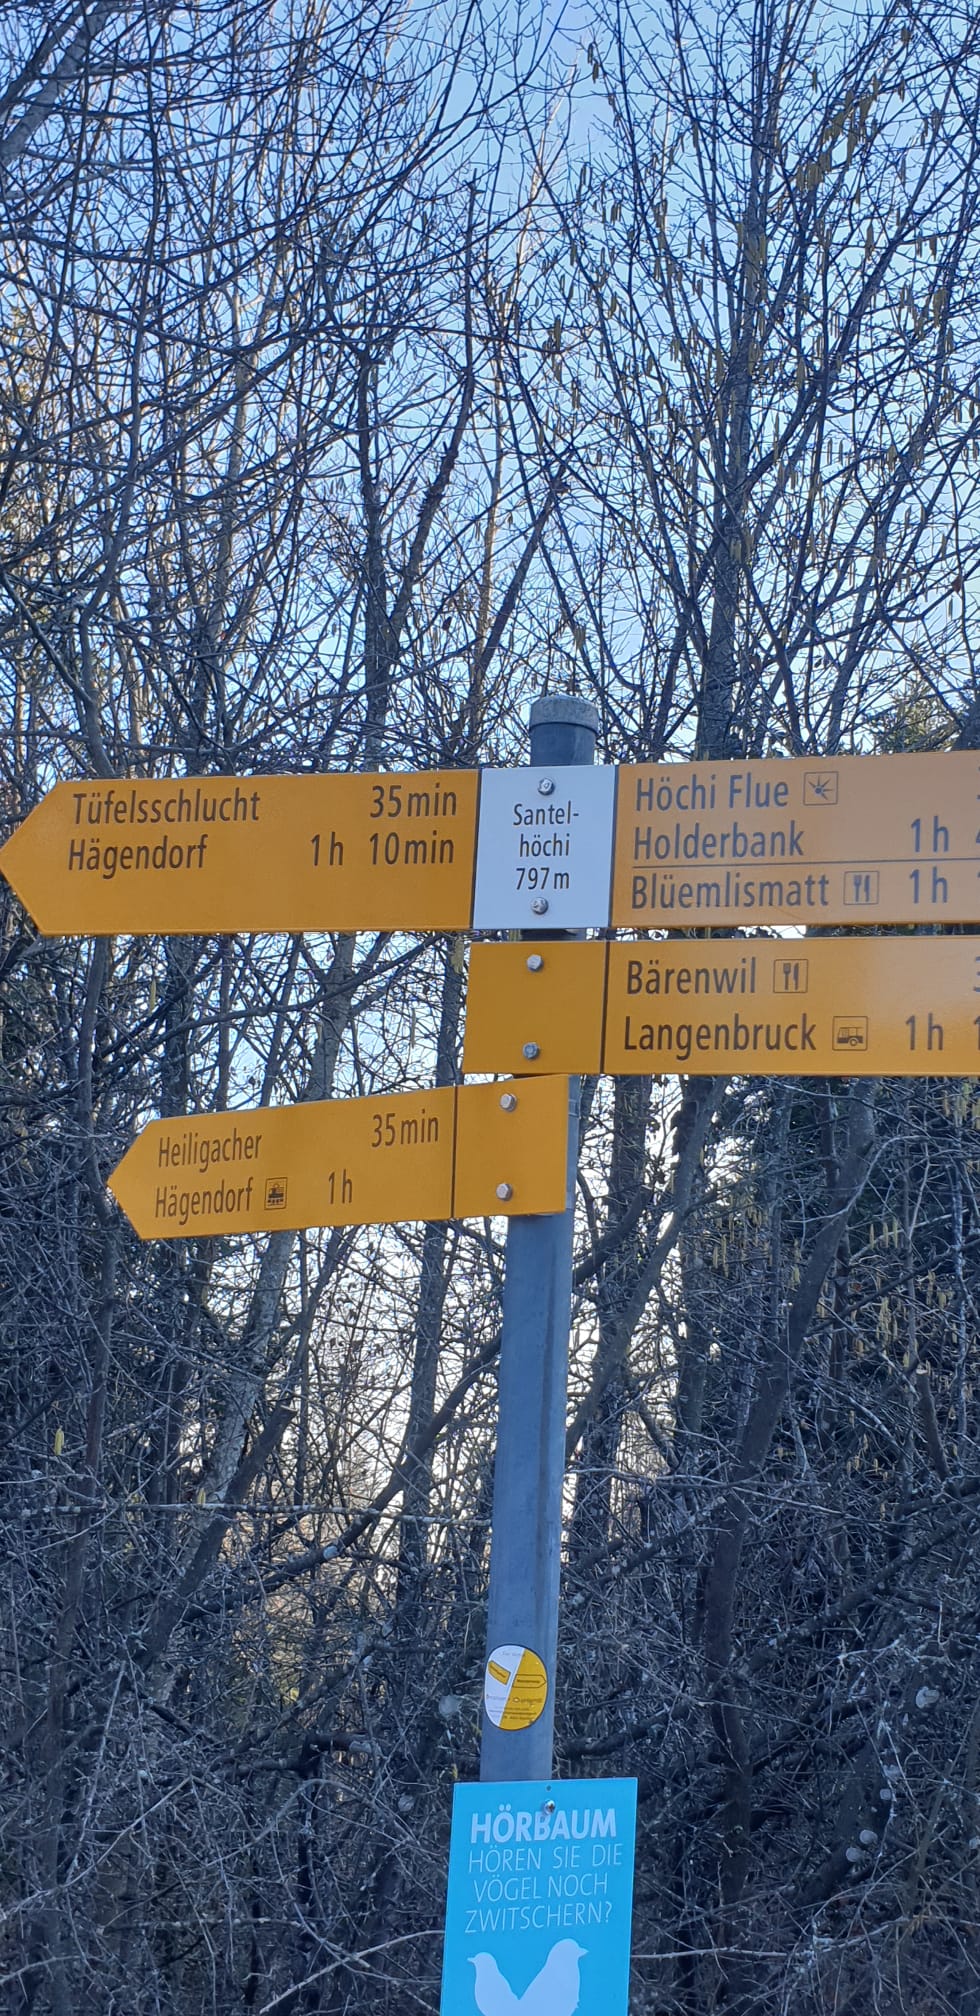 Tüfelsschlucht 35min
Hägendorf 1h 10min
Santel-
höchi
797m
Höchi Flue
Holderbank 1h
Blüemlismatt 1h
Bärenwil
Langenbruck 1h
Heiligacher 35min
Hägendorf 1h
HÖRBAUM
HÖREN SIE DIE
VÖGEL NOCH
ZWITSCHERN?